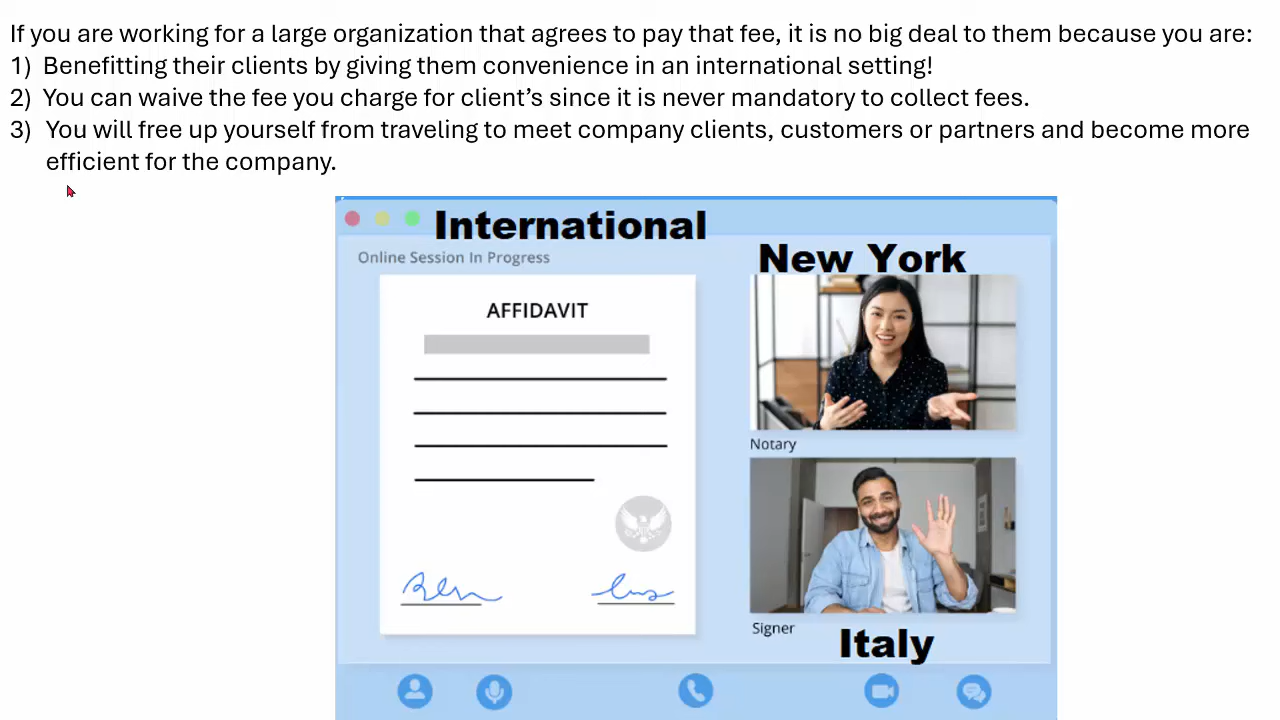 If you are working for a large organization that agrees to pay that fee, it is no big deal to them because you are:
1) Benefitting their clients by giving them convenience in an international setting!
2) You can waive the fee you charge for client’s since it is never mandatory to collect fees.
3) You will free up yourself from traveling to meet company clients, customers or partners and become more
efficient for the company.
International
Online Session In Progress
New York
AFFIDAVIT
Notary
Signer
Italy